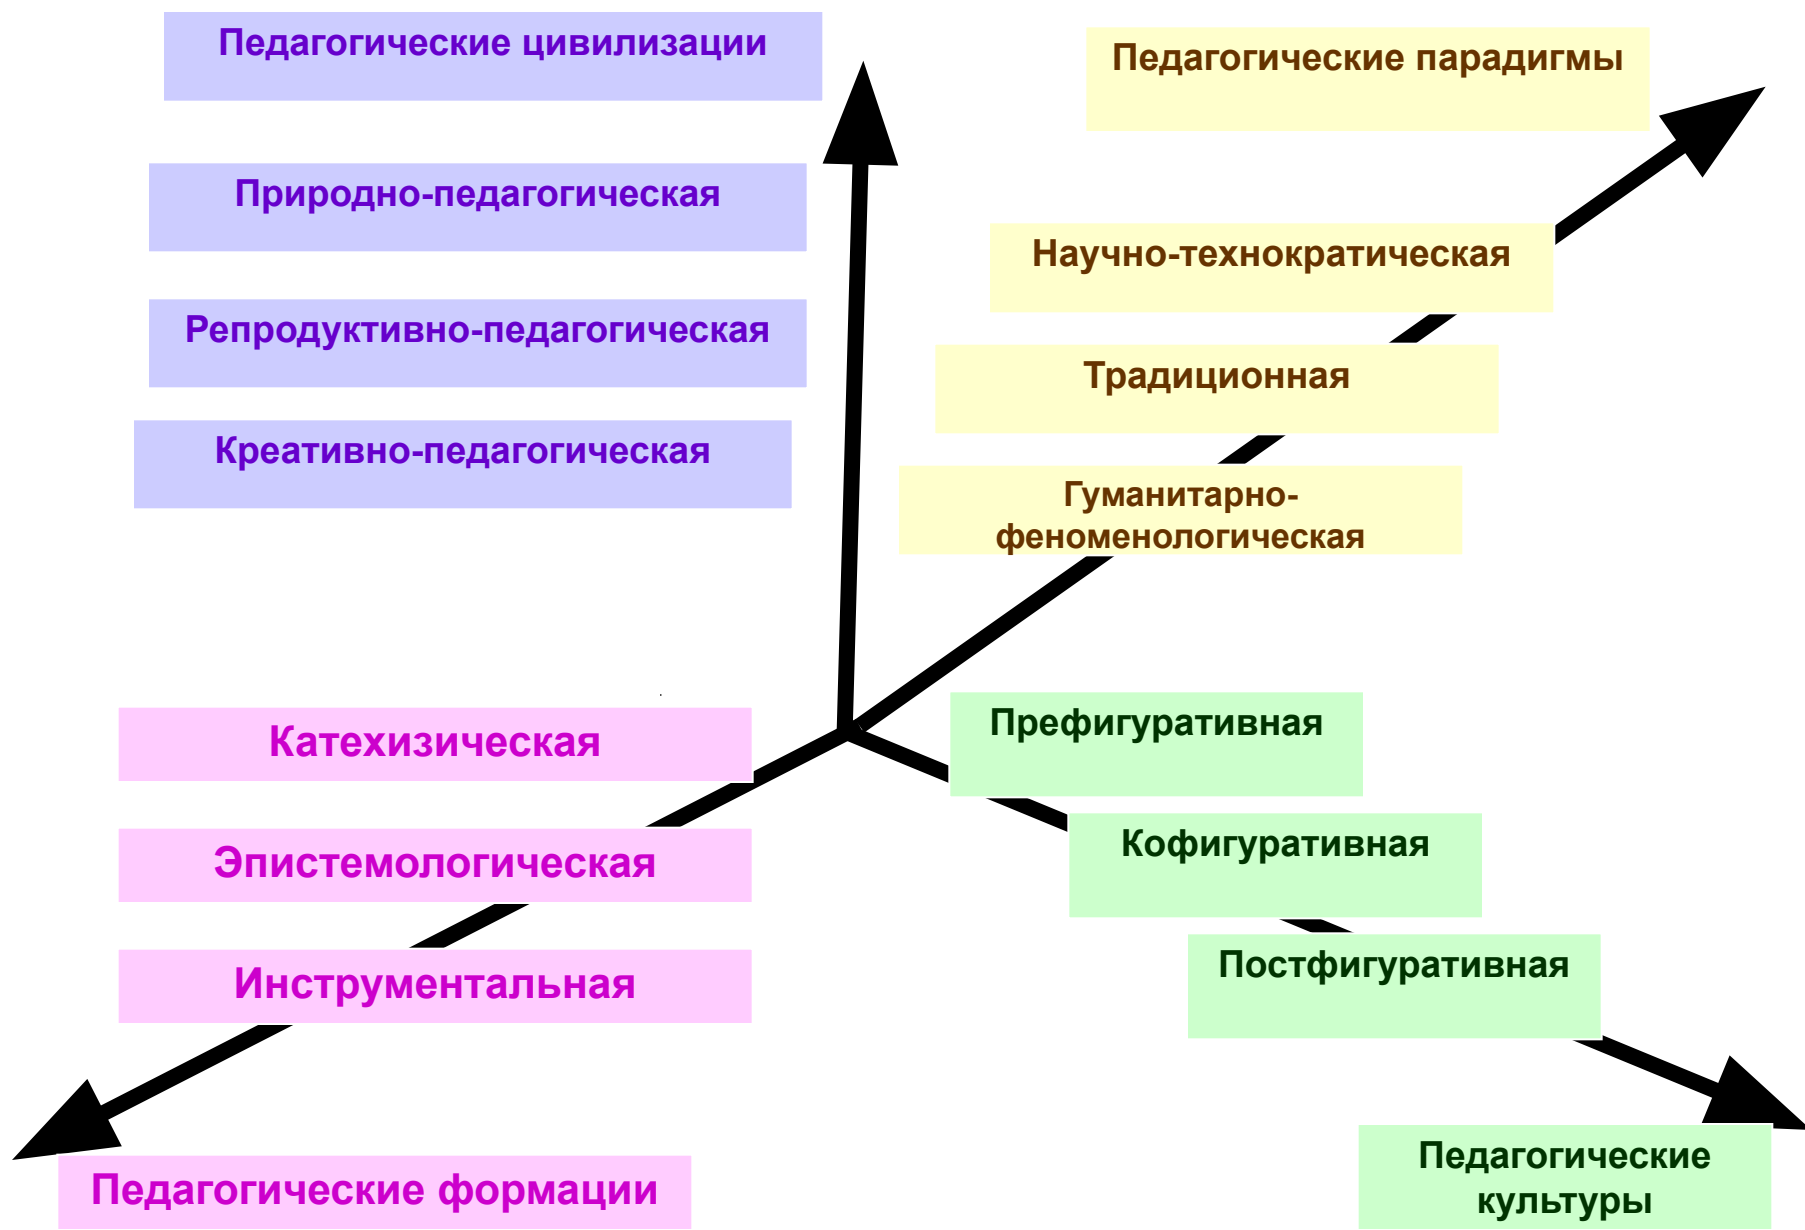 Педагогические цивилизации
Природно-педагогическая
Репродуктивно-педагогическая
Креативно-педагогическая
Педагогические парадигмы
Научно-технократическая
Традиционная
Гуманитарно-
феноменологическая
Катехизическая
Эпистемологическая
Инструментальная
Педагогические формации
Префигуративная
Кофигуративная
Постфигуративная
Педагогические
культуры